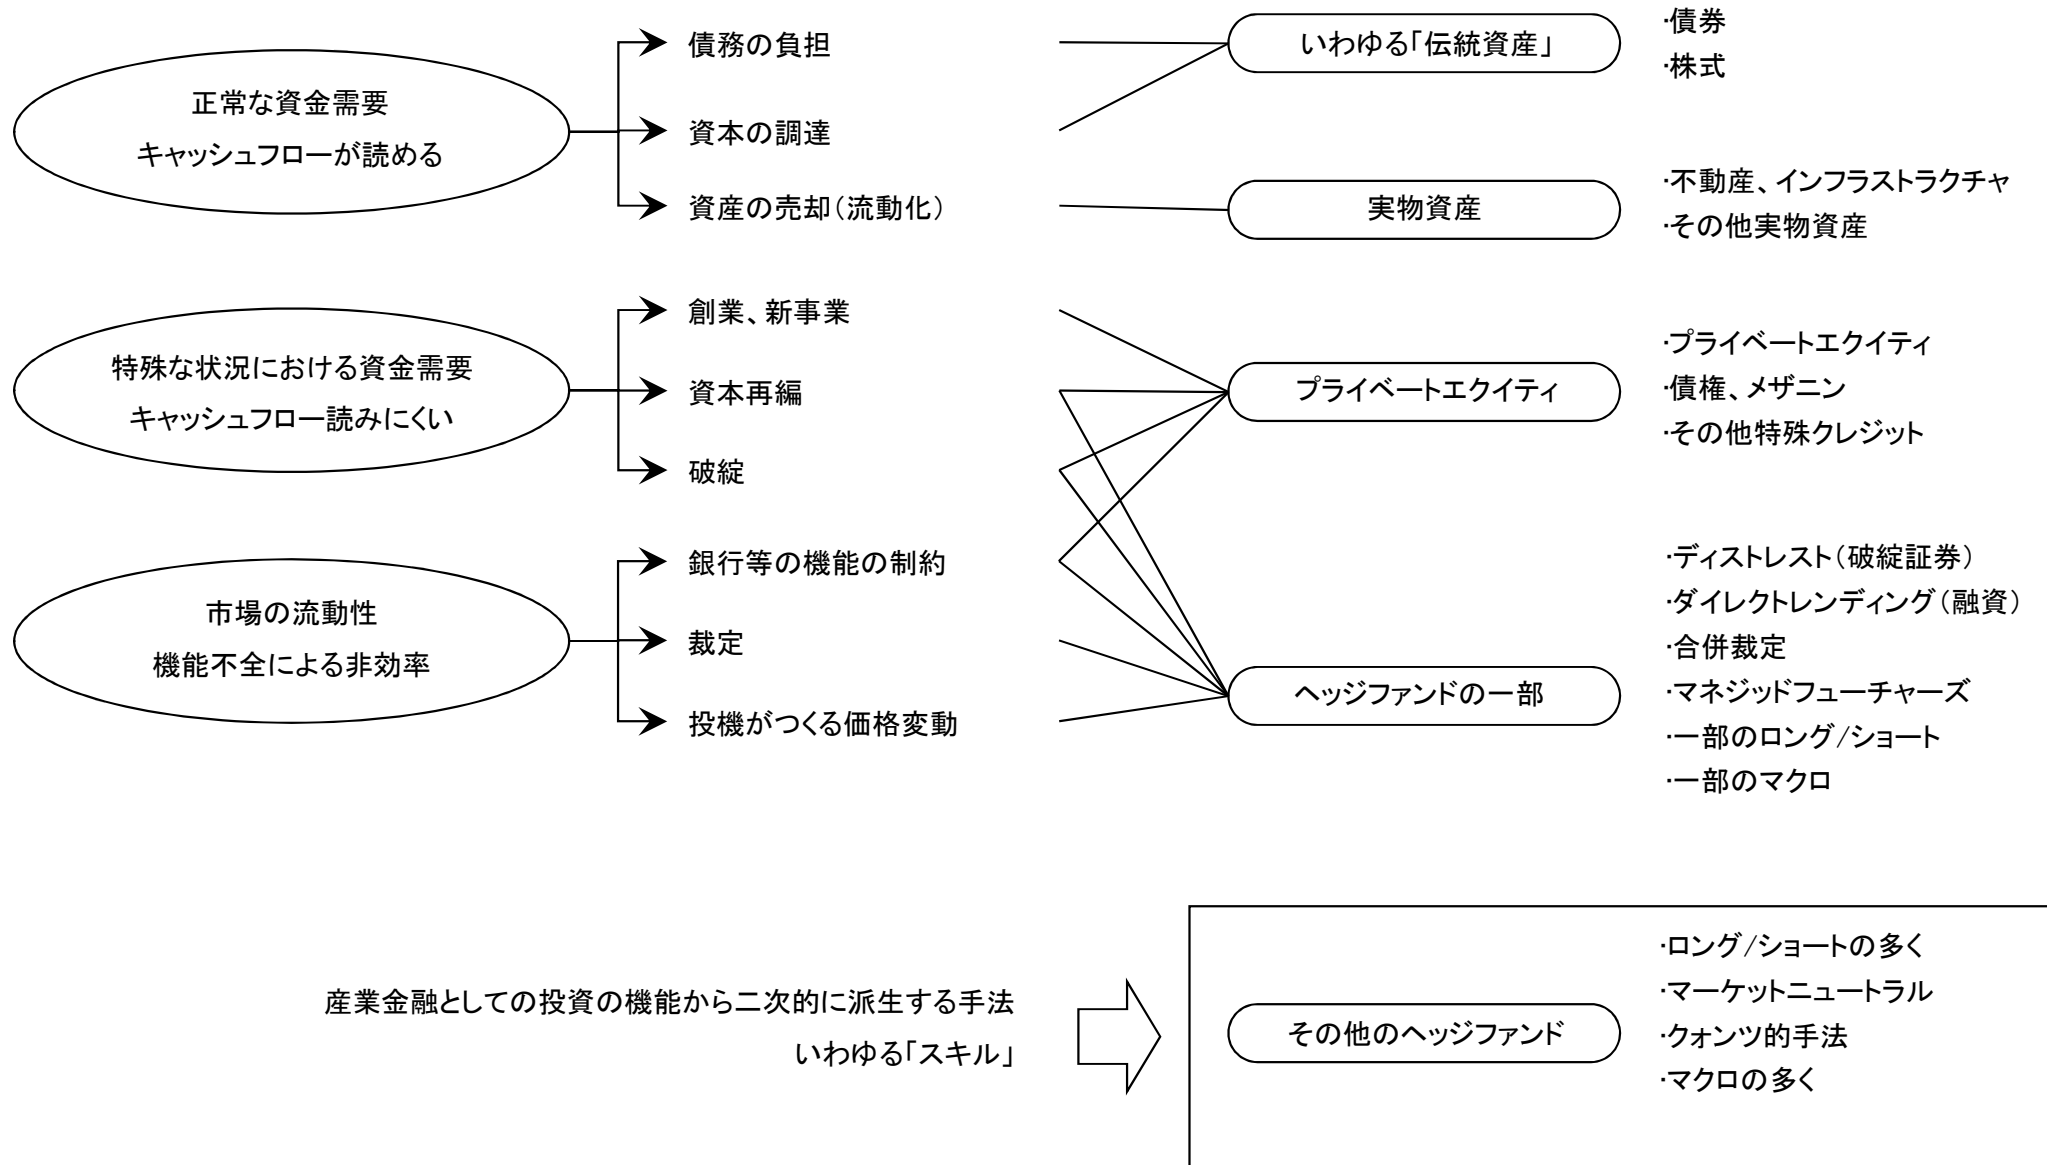 正常な資金需要
キャッシュフローが読める
債務の負担
資本の調達
資産の売却(流動化)
いわゆる「伝統資産」
・債券
・株式
実物資産
・不動産、インフラストラクチャ
・その他実物資産
特殊な状況における資金需要
キャッシュフロー読みにくい
創業、新事業
資本再編
破綻
プライベートエクイティ
・プライベートエクイティ
・債権、メザニン
・その他特殊クレジット
市場の流動性
機能不全による非効率
銀行等の機能の制約
裁定
投機がつくる価格変動
ヘッジファンドの一部
・ディストレスト(破綻証券)
・ダイレクトレンディング(融資)
・合併裁定
・マネジッドフューチャーズ
・一部のロング/ショート
・一部のマクロ
産業金融としての投資の機能から二次的に派生する手法
いわゆる「スキル」
その他のヘッジファンド
・ロング/ショートの多く
・マーケットニュートラル
・クォンツ的手法
・マクロの多く